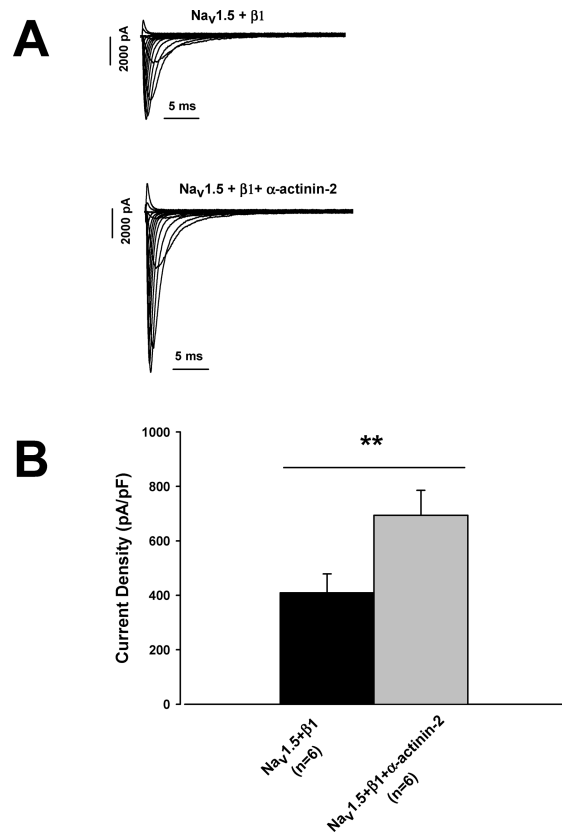 A
Nav1.5 + β1
2000 pA
5 ms
Nav1.5 + β1+ α-actinin-2
2000 pA
5 ms
B
Current Density (pA/pF)
1000
800
600
400
200
0
**
Nav1.5+β1
(n=6)
Nav1.5+β1+α-actinin-2
(n=6)